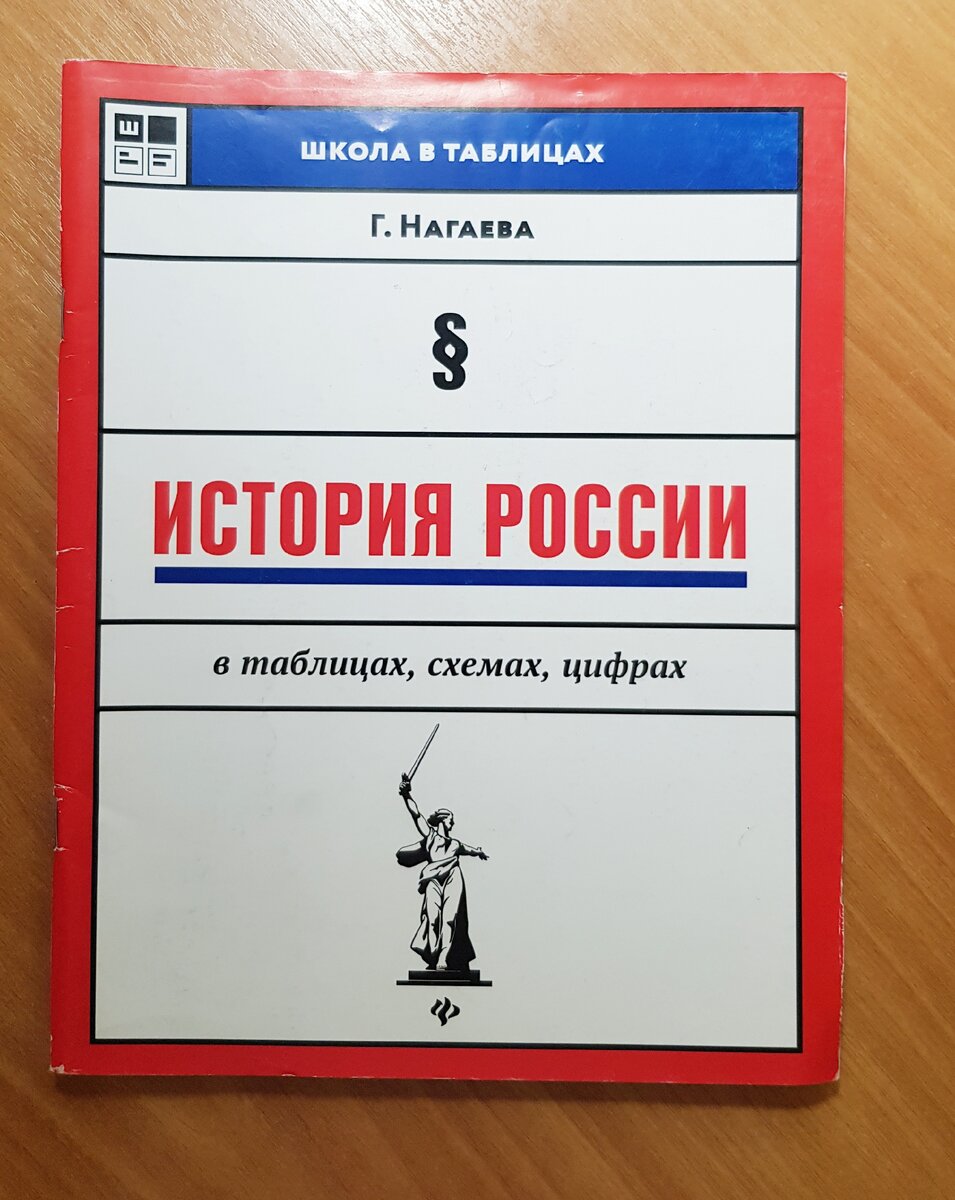 ШКОЛА В ТАБЛИЦАХ
Г. НАГАЕВА
§
ИСТОРИЯ РОССИИ
в таблицах, схемах, цифрах